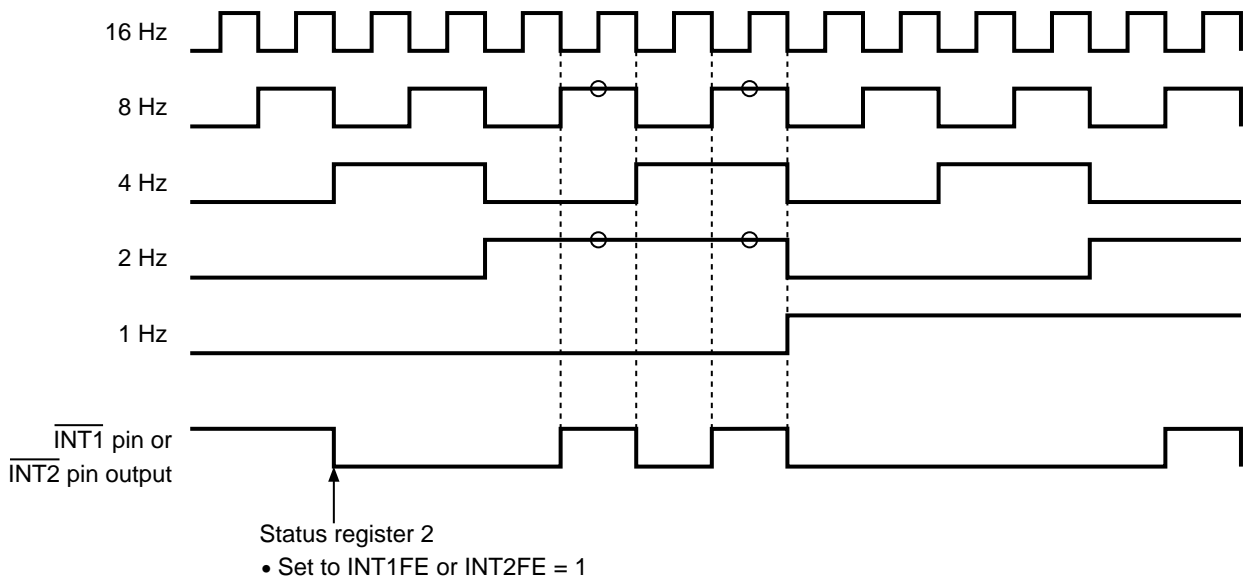 16 Hz
8 Hz
4 Hz
2 Hz
1 Hz
INT1 pin or
INT2 pin output
Status register 2
• Set to INT1FE or INT2FE = 1